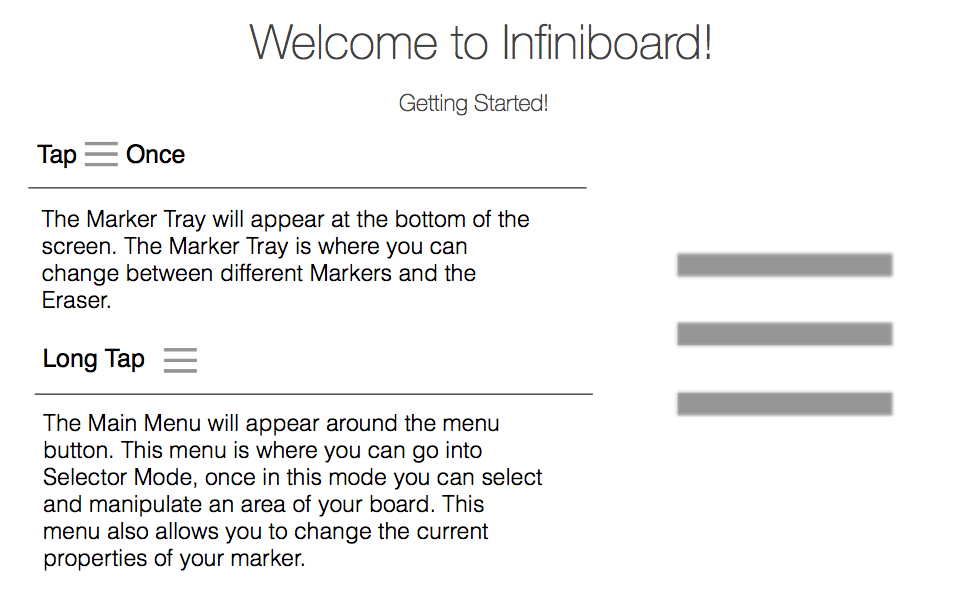 Welcome to Infiniboard!
Getting Started!
Tap Once
The Marker Tray will appear at the bottom of the
screen. The Marker Tray is where you can
change between different Markers and the
Eraser.
Long Tap
The Main Menu will appear around the menu
button. This menu is where you can go into
Selector Mode, once in this mode you can select
and manipulate an area of your board. This
menu also allows you to change the current
properties of your marker.